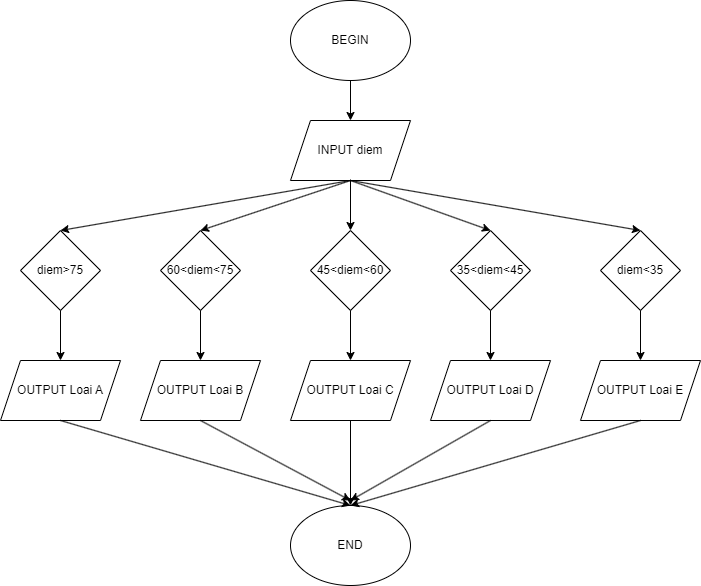 BEGIN
INPUT diem
diem>75
60<diem<75
45<diem<60
35<diem<45
diem<35
OUTPUT Loai A
OUTPUT Loai B
OUTPUT Loai C
OUTPUT Loai D
OUTPUT Loai E
END